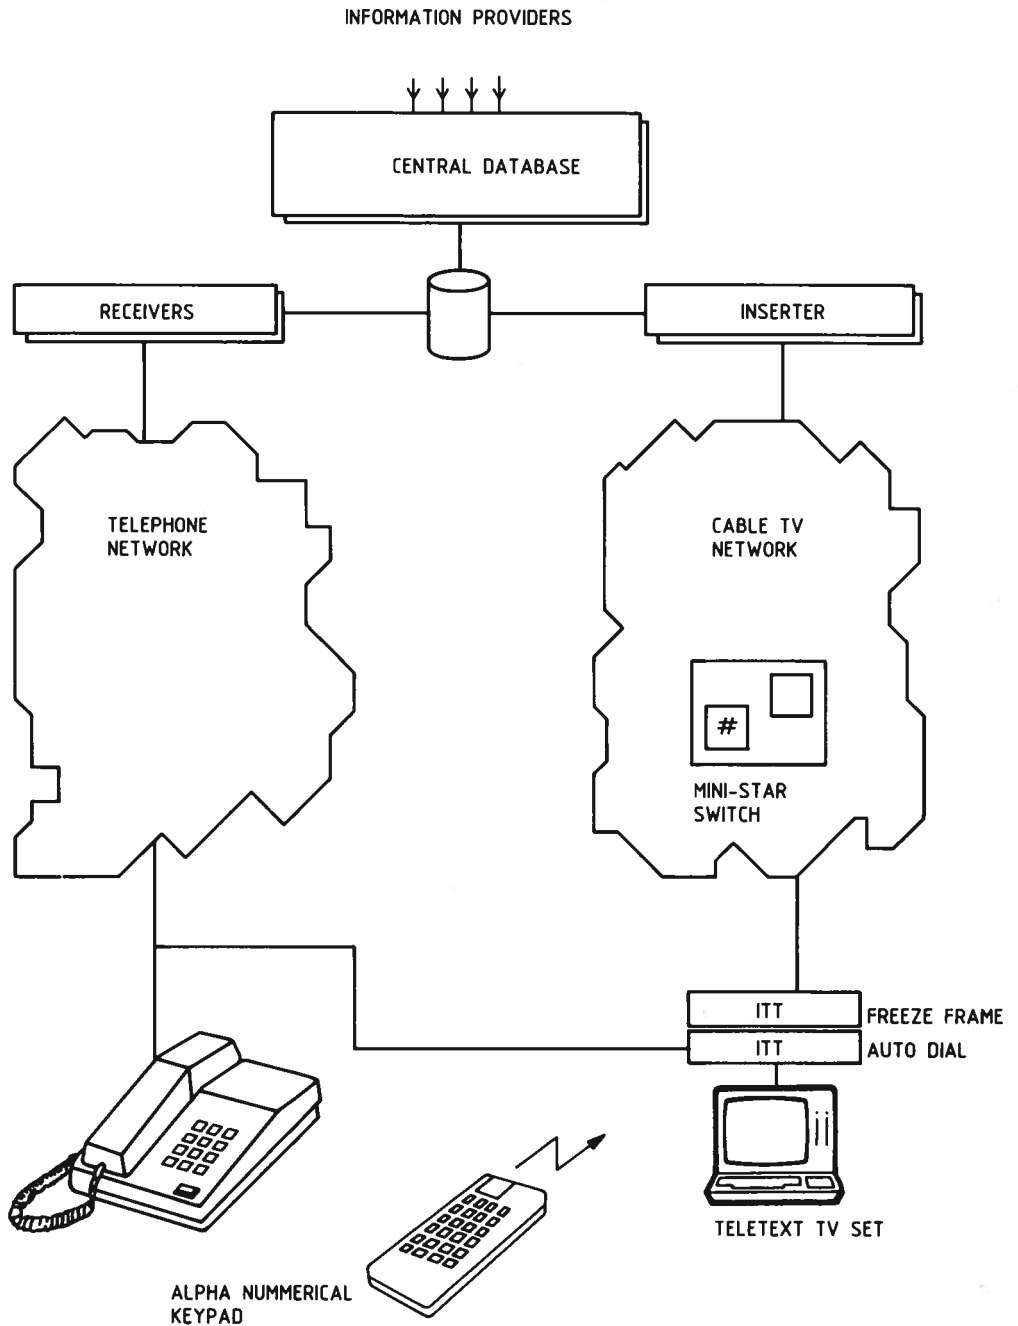 INFORMATION PROVIDERS
CENTRAL DATABASE
RECEIVERS
INSERTER
TELEPHONE
NETWORK
CABLE TV
NETWORK
#
MINI-STAR
SWITCH
ITT
FREEZE FRAME
ITT
AUTO DIAL
TELETEXT TV SET
ALPHA NUMMERICAL
KEYPAD